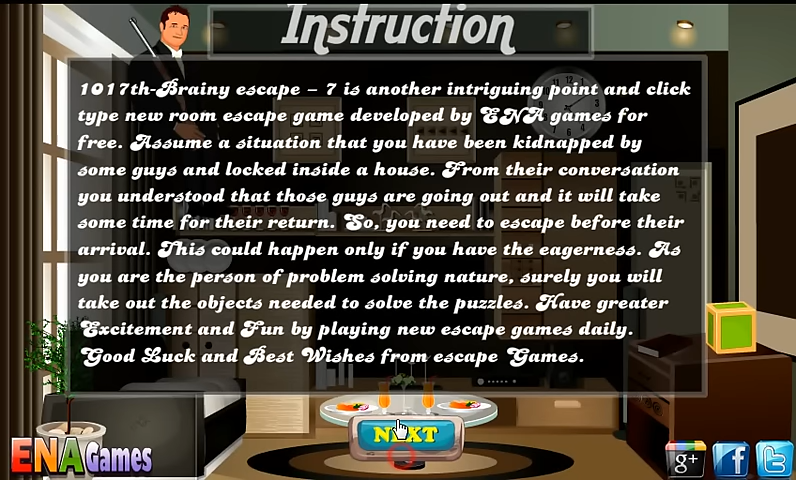 Instruction
1017th-Brainy escape – 7 is another intriguing point and click
type new room escape game developed by ENA games for
free. Assume a situation that you have been kidnapped by
some guys and locked inside a house. From their conversation
you understood that those guys are going out and it will take
some time for their return. So, you need to escape before their
arrival. This could happen only if you have the eagerness. As
you are the person of problem solving nature, surely you will
take out the objects needed to solve the puzzles. Have greater
Excitement and Fun by playing new escape games daily.
Good Luck and Best Wishes from escape Games.
NEXT
ENAGames
g+ f t